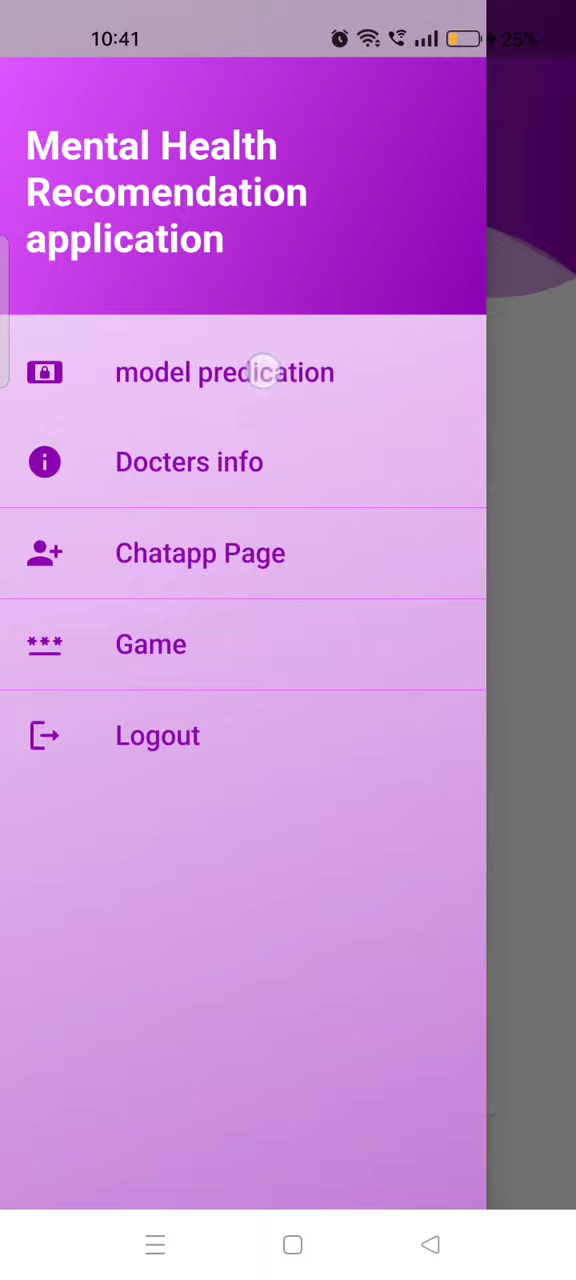 10:41
25%
Mental Health
Recomendation
application
model predication
Docters info
Chatapp Page
Game
Logout